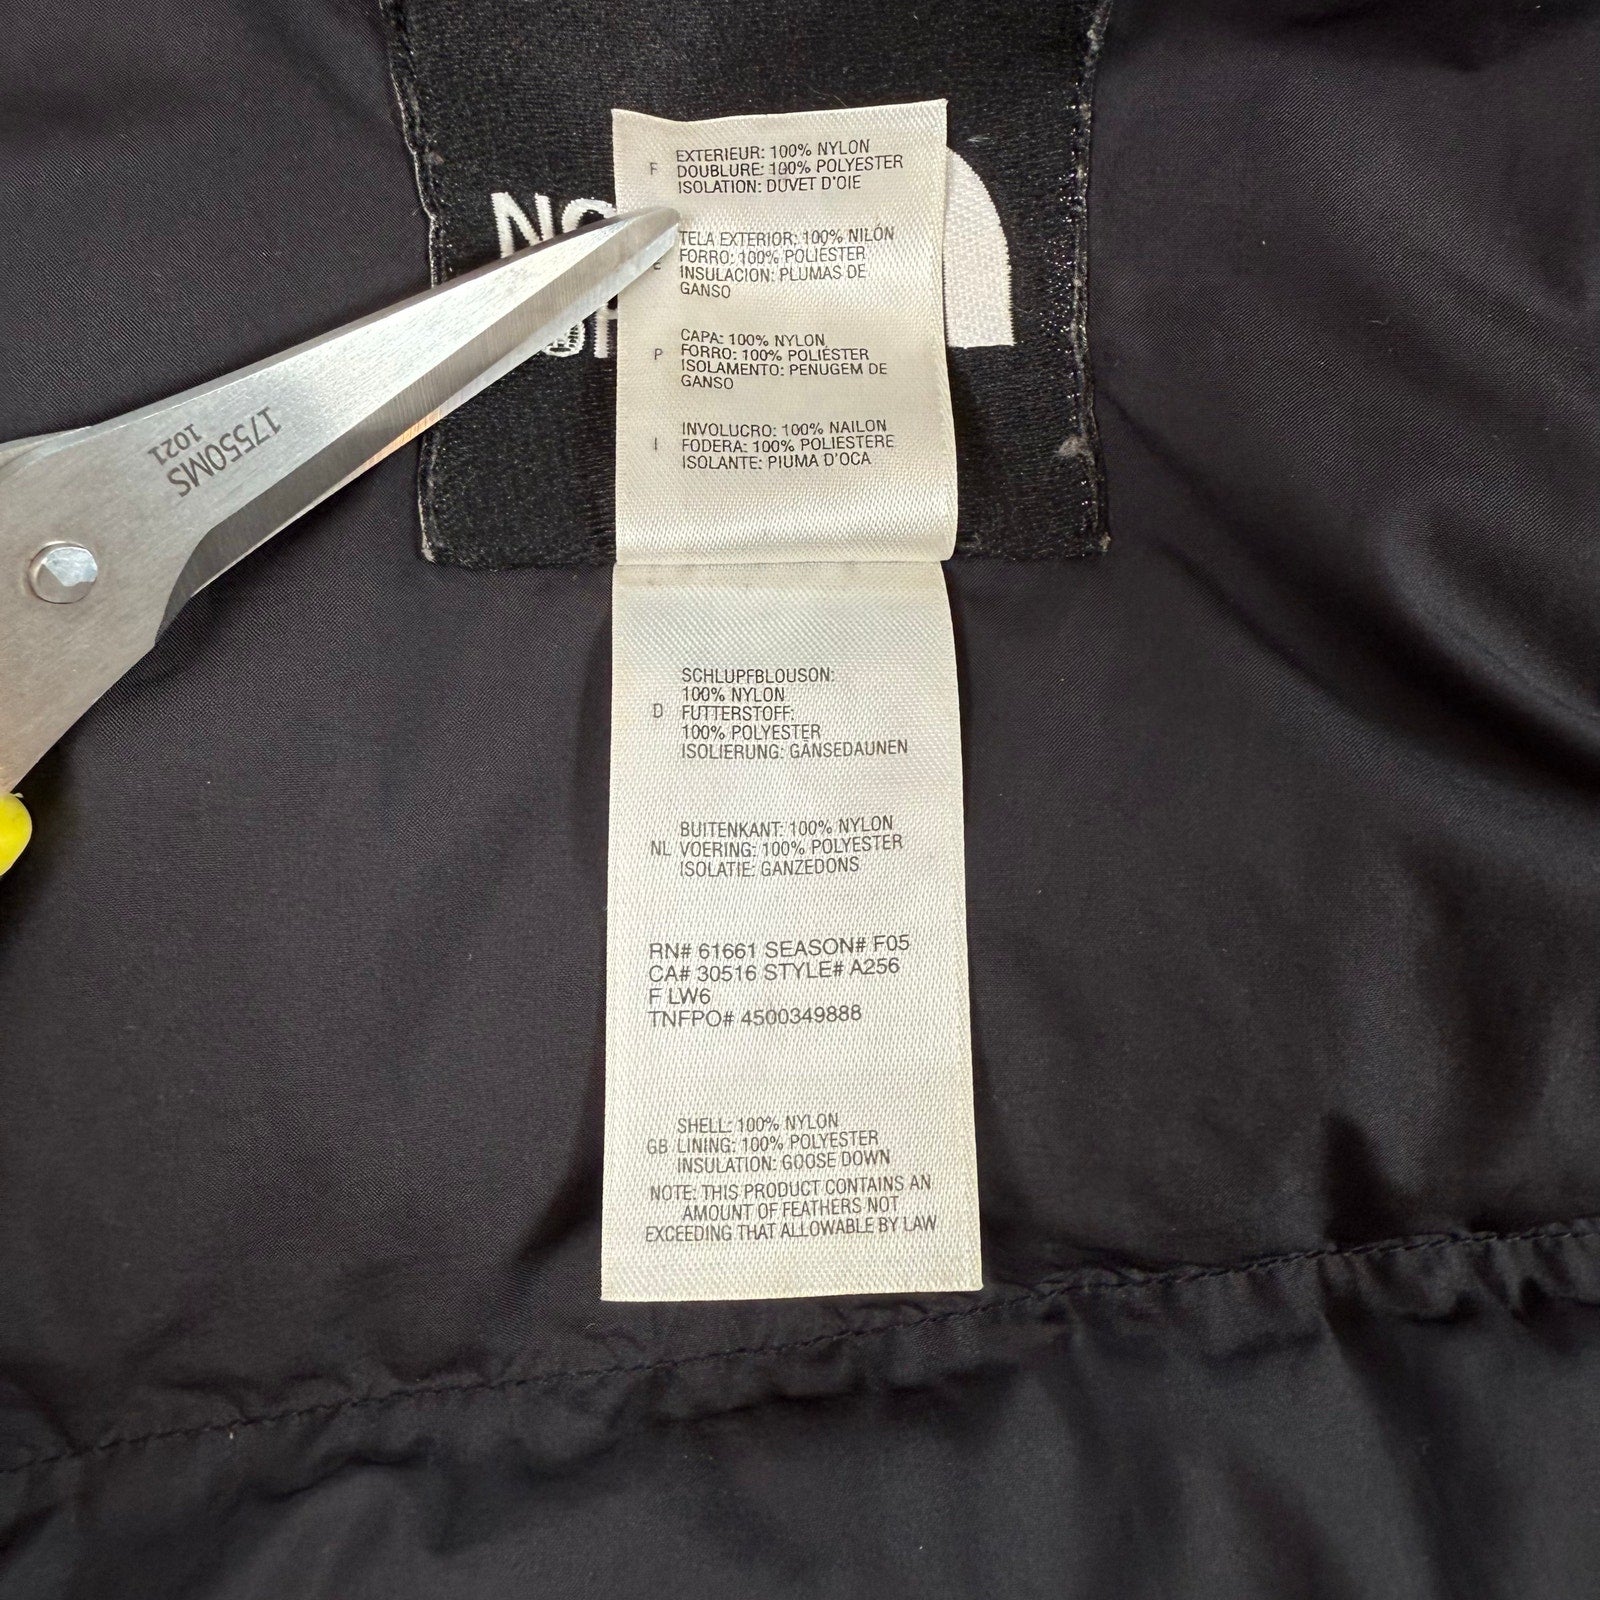 F EXTERIEUR: 100% NYLON
DOUBLURE: 100% POLYESTER
ISOLATION: DUVET D'OIE
TELA EXTERIOR: 100% NILÓN
E FORRO: 100% POLIESTER
INSULACION: PLUMAS DE
GANSO
CAPA: 100% NYLON
P FORRO: 100% POLIÉSTER
ISOLAMENTO: PENUGEM DE
GANSO
INVOLUCRO: 100% NAILON
I FODERA: 100% POLIESTERE
ISOLANTE: PIUMA D'OCA
SCHLUPFBLOUSON:
100% NYLON
D FUTTERSTOFF:
100% POLYESTER
ISOLIERUNG: GÄNSEDAUNEN
BUITENKANT: 100% NYLON
NL VOERING: 100% POLYESTER
ISOLATIE: GANZEDONS
RN# 61661 SEASON# F05
CA# 30516 STYLE# A256
F LW6
TNFPO# 4500349888
SHELL: 100% NYLON
GB LINING: 100% POLYESTER
INSULATION: GOOSE DOWN
NOTE: THIS PRODUCT CONTAINS AN
AMOUNT OF FEATHERS NOT
EXCEEDING THAT ALLOWABLE BY LAW
17550MS
1021